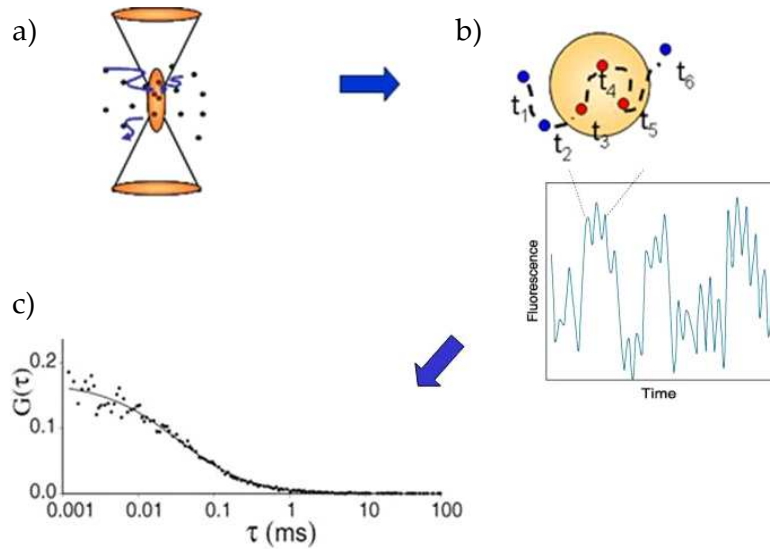 a)
b)
t1
t2
t3
t4
t5
t6
Fluorescence
Time
c)
G(τ)
0.2
0.1
0.0
0.001 0.01 0.1 1 10 100
τ (ms)